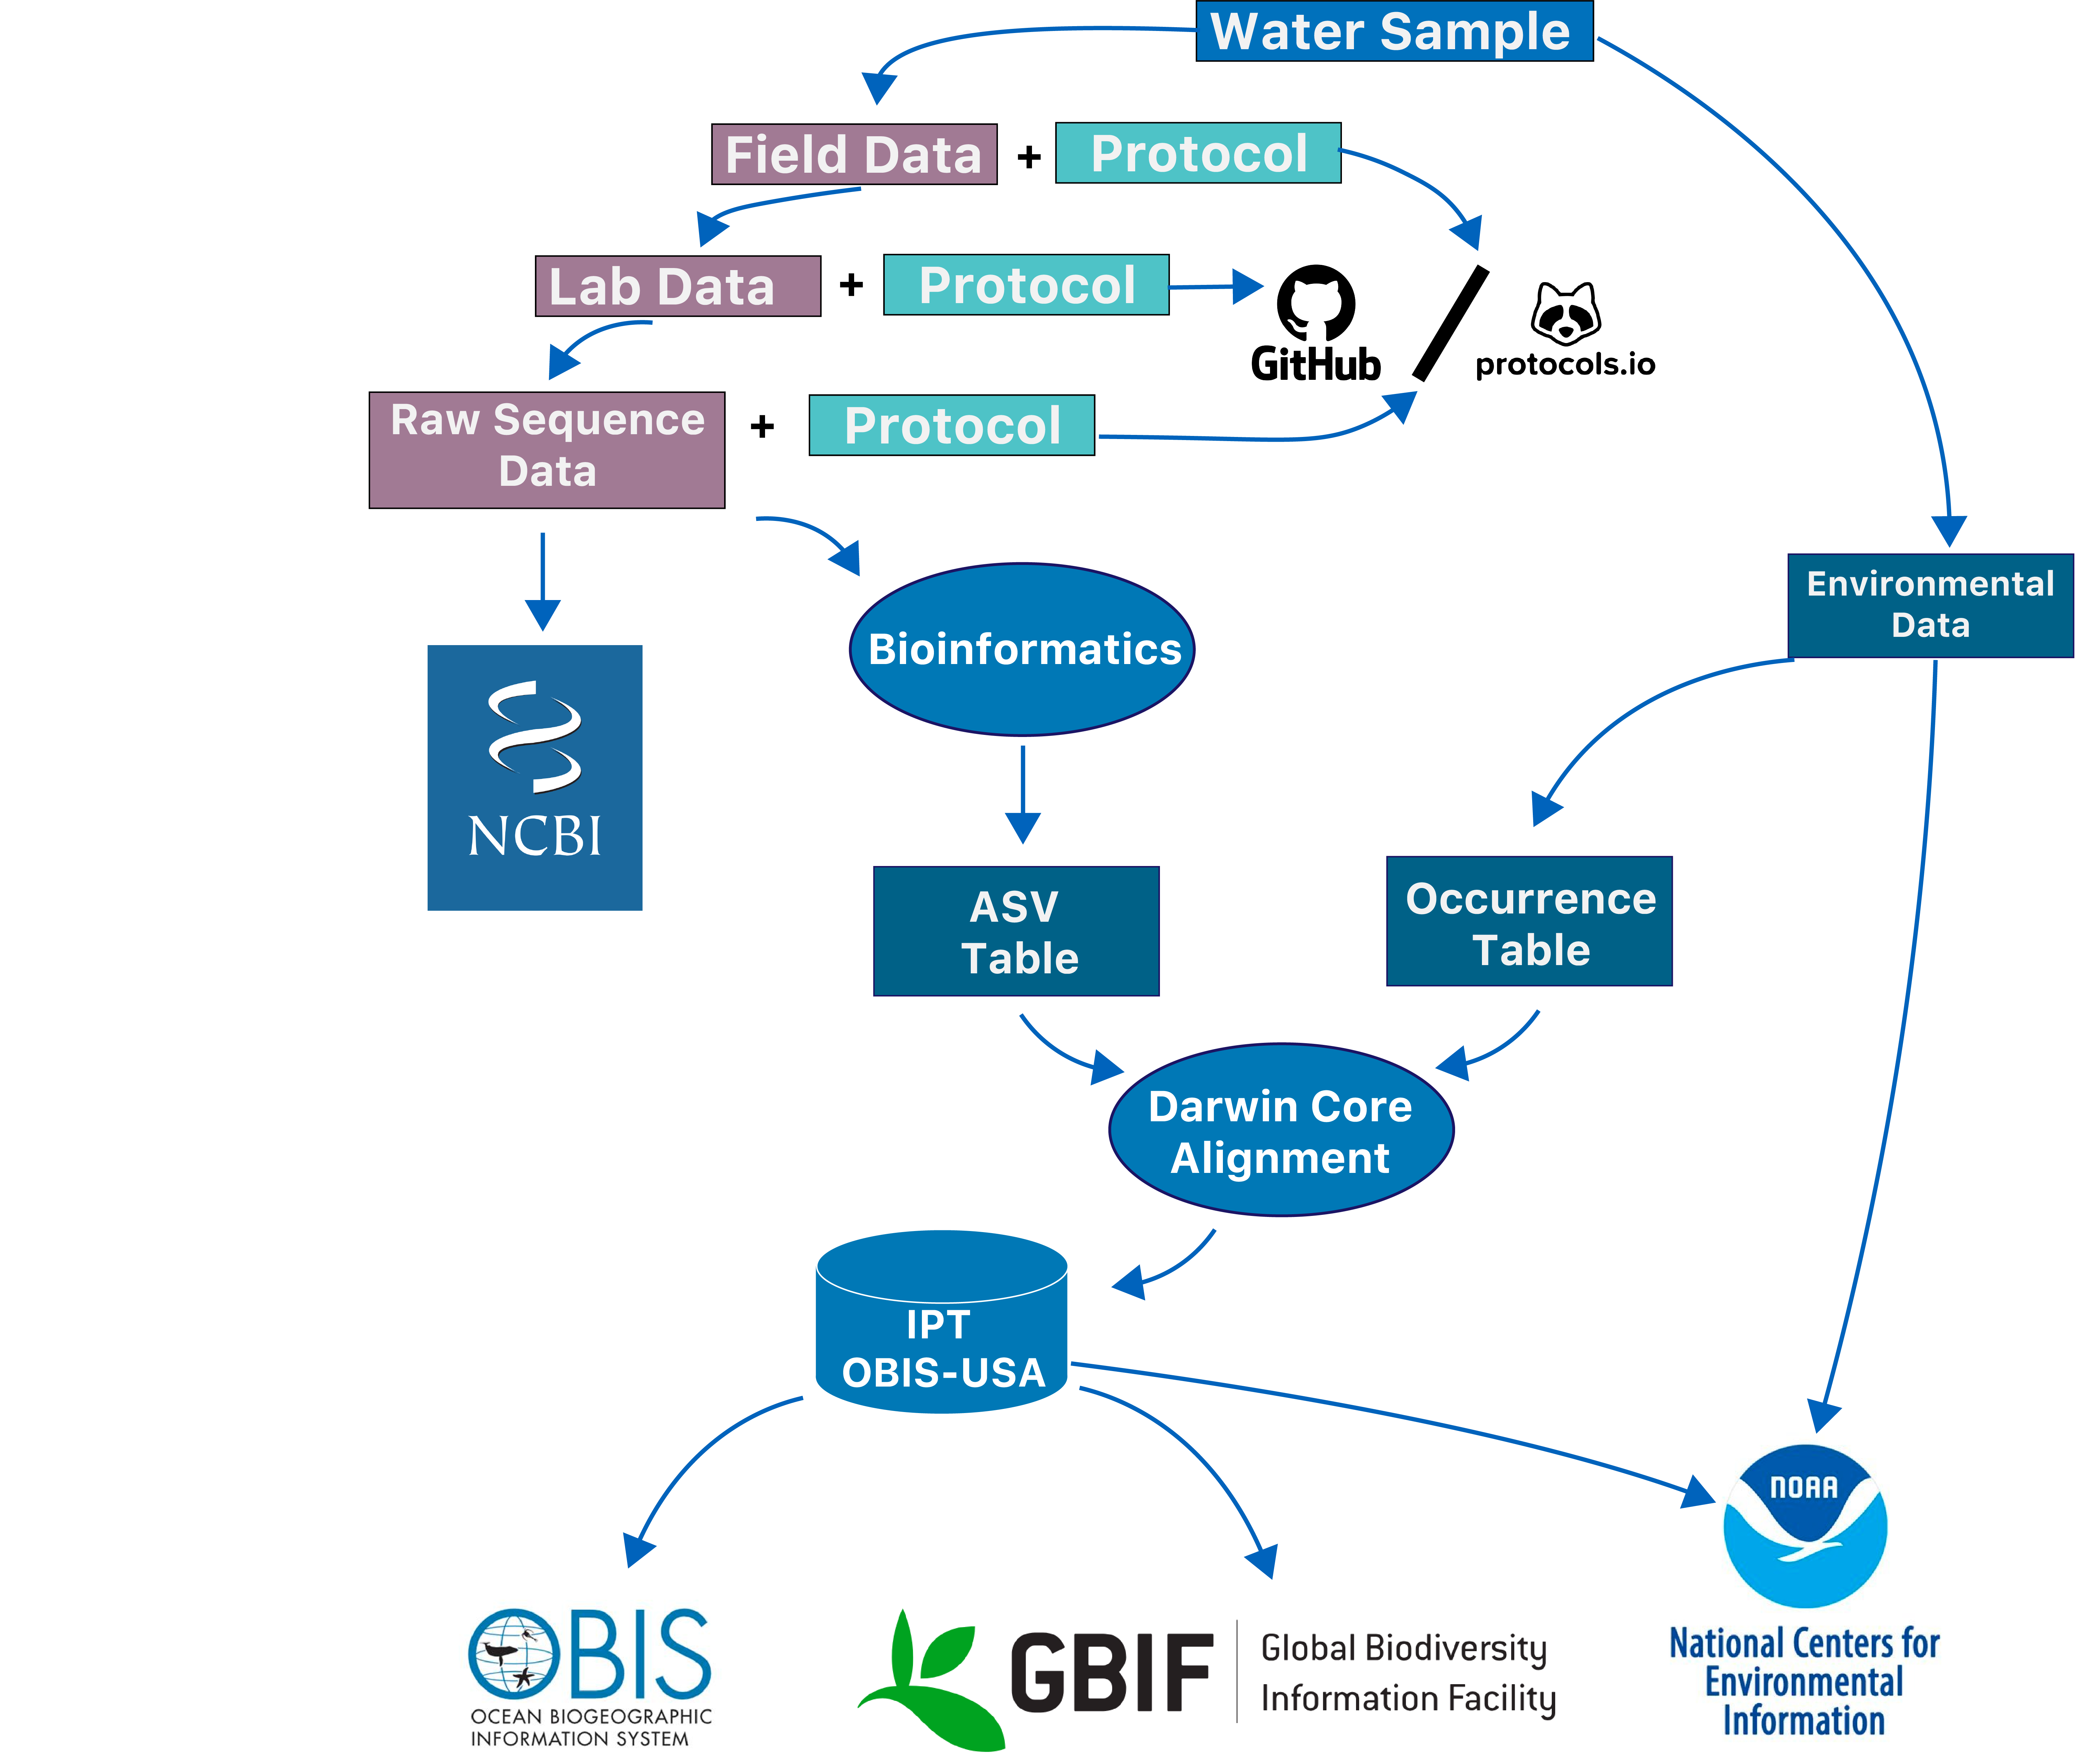 Water Sample
Field Data + Protocol
Lab Data + Protocol
GitHub
protocols.io
Raw Sequence
Data
+ Protocol
NCBI
Bioinformatics
Environmental
Data
ASV
Table
Occurrence
Table
Darwin Core
Alignment
IPT
OBIS-USA
OBIS
OCEAN BIOGEOGRAPHIC
INFORMATION SYSTEM
GBIF
Global Biodiversity
Information Facility
NOAA
National Centers for
Environmental
Information